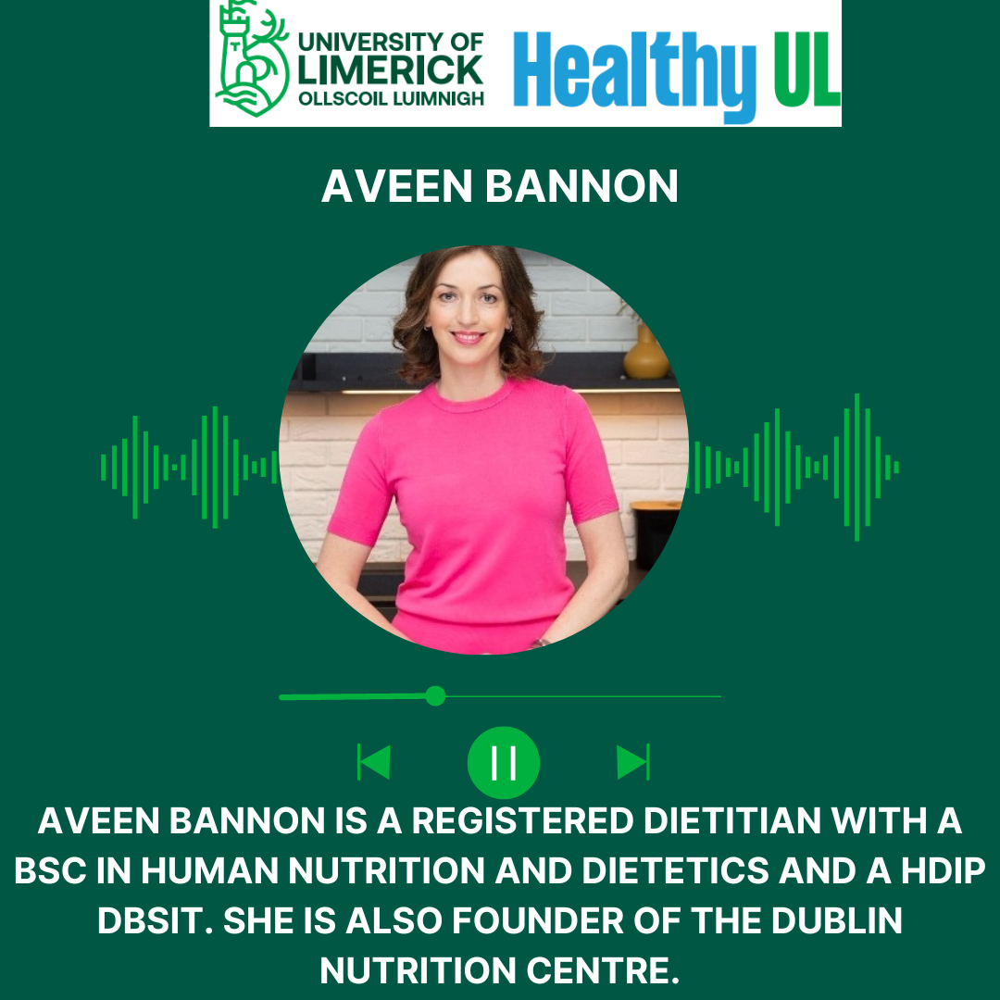 UNIVERSITY OF
LIMERICK
OLLSCOIL LUIMNIGH
Healthy UL
AVEEN BANNON
AVEEN BANNON IS A REGISTERED DIETITIAN WITH A
BSC IN HUMAN NUTRITION AND DIETETICS AND A HDIP
DBSIT. SHE IS ALSO FOUNDER OF THE DUBLIN
NUTRITION CENTRE.